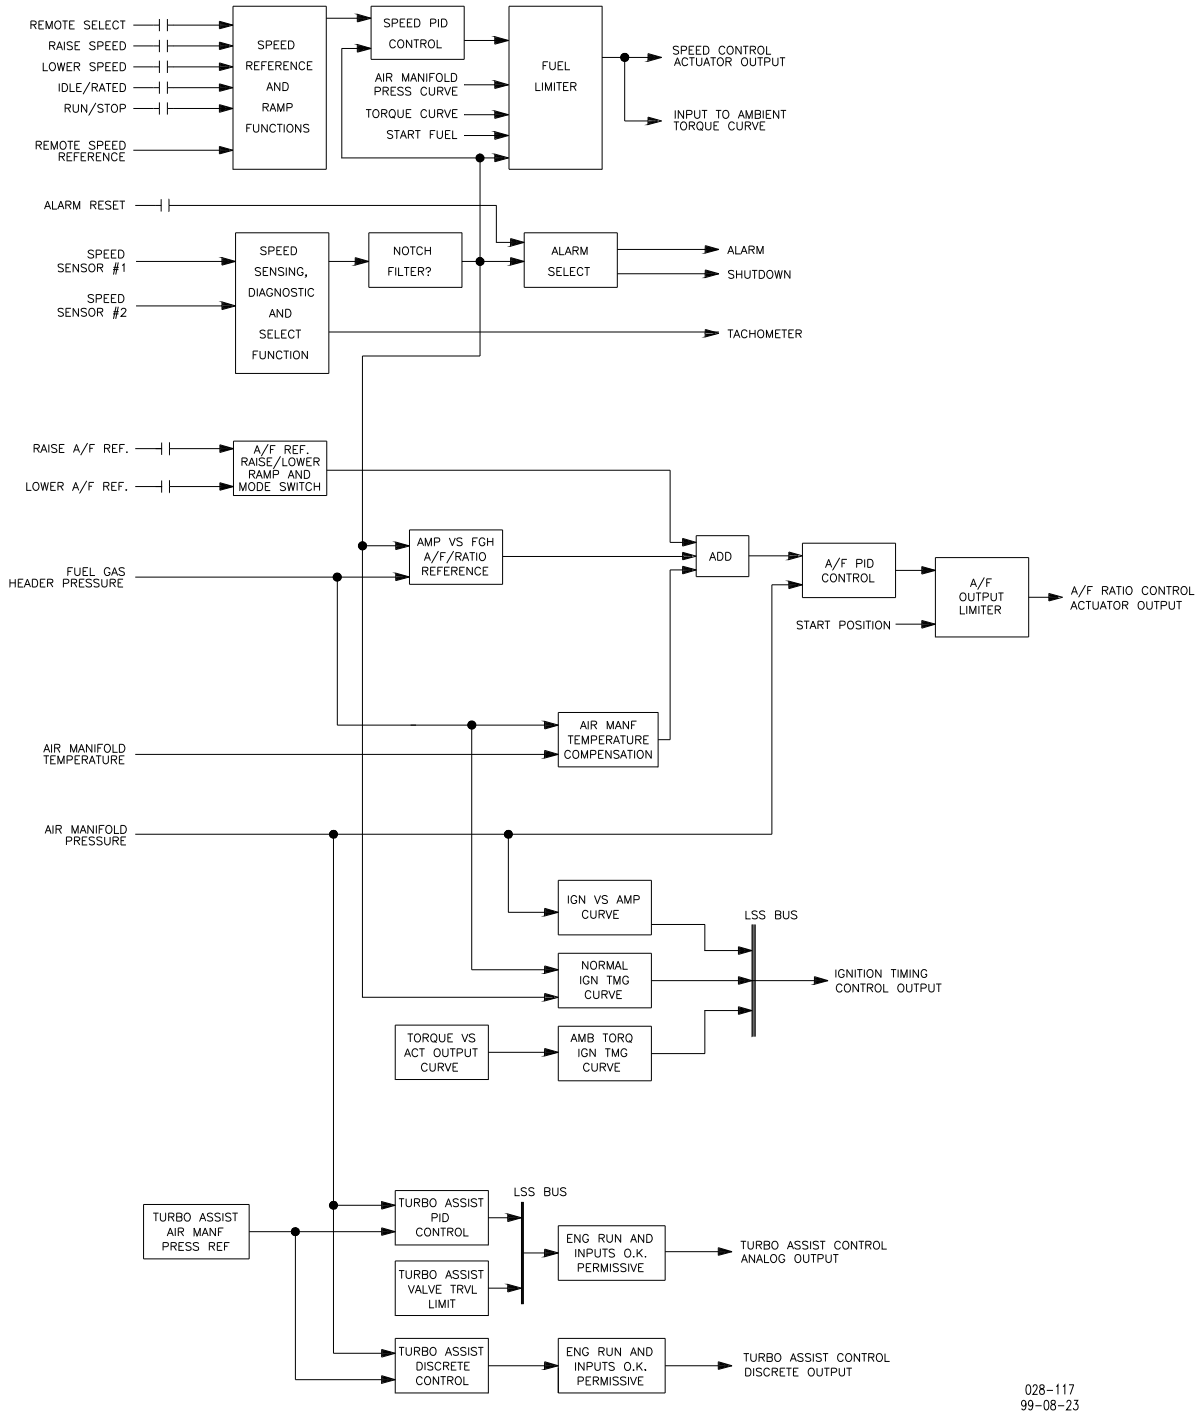 REMOTE SELECT
RAISE SPEED
LOWER SPEED
IDLE/RATED
RUN/STOP
REMOTE SPEED
REFERENCE
SPEED
REFERENCE
AND
RAMP
FUNCTIONS
SPEED PID
CONTROL
AIR MANIFOLD
PRESS CURVE
TORQUE CURVE
START FUEL
FUEL
LIMITER
SPEED CONTROL
ACTUATOR OUTPUT
INPUT TO AMBIENT
TORQUE CURVE
ALARM RESET
SPEED
SENSOR #1
SPEED
SENSOR #2
SPEED
SENSING,
DIAGNOSTIC
AND
SELECT
FUNCTION
NOTCH
FILTER?
ALARM
SELECT
ALARM
SHUTDOWN
TACHOMETER
RAISE A/F REF.
LOWER A/F REF.
A/F REF.
RAISE/LOWER
RAMP AND
MODE SWITCH
FUEL GAS
HEADER PRESSURE
AMP VS FGH
A/F/RATIO
REFERENCE
ADD
A/F PID
CONTROL
START POSITION
A/F
OUTPUT
LIMITER
A/F RATIO CONTROL
ACTUATOR OUTPUT
AIR MANIFOLD
TEMPERATURE
AIR MANF
TEMPERATURE
COMPENSATION
AIR MANIFOLD
PRESSURE
IGN VS AMP
CURVE
NORMAL
IGN TMG
CURVE
TORQUE VS
ACT OUTPUT
CURVE
AMB TORQ
IGN TMG
CURVE
LSS BUS
IGNITION TIMING
CONTROL OUTPUT
TURBO ASSIST
AIR MANF
PRESS REF
TURBO ASSIST
PID
CONTROL
TURBO ASSIST
VALVE TRVL
LIMIT
LSS BUS
ENG RUN AND
INPUTS O.K.
PERMISSIVE
TURBO ASSIST CONTROL
ANALOG OUTPUT
TURBO ASSIST
DISCRETE
CONTROL
ENG RUN AND
INPUTS O.K.
PERMISSIVE
TURBO ASSIST CONTROL
DISCRETE OUTPUT
028-117
99-08-23